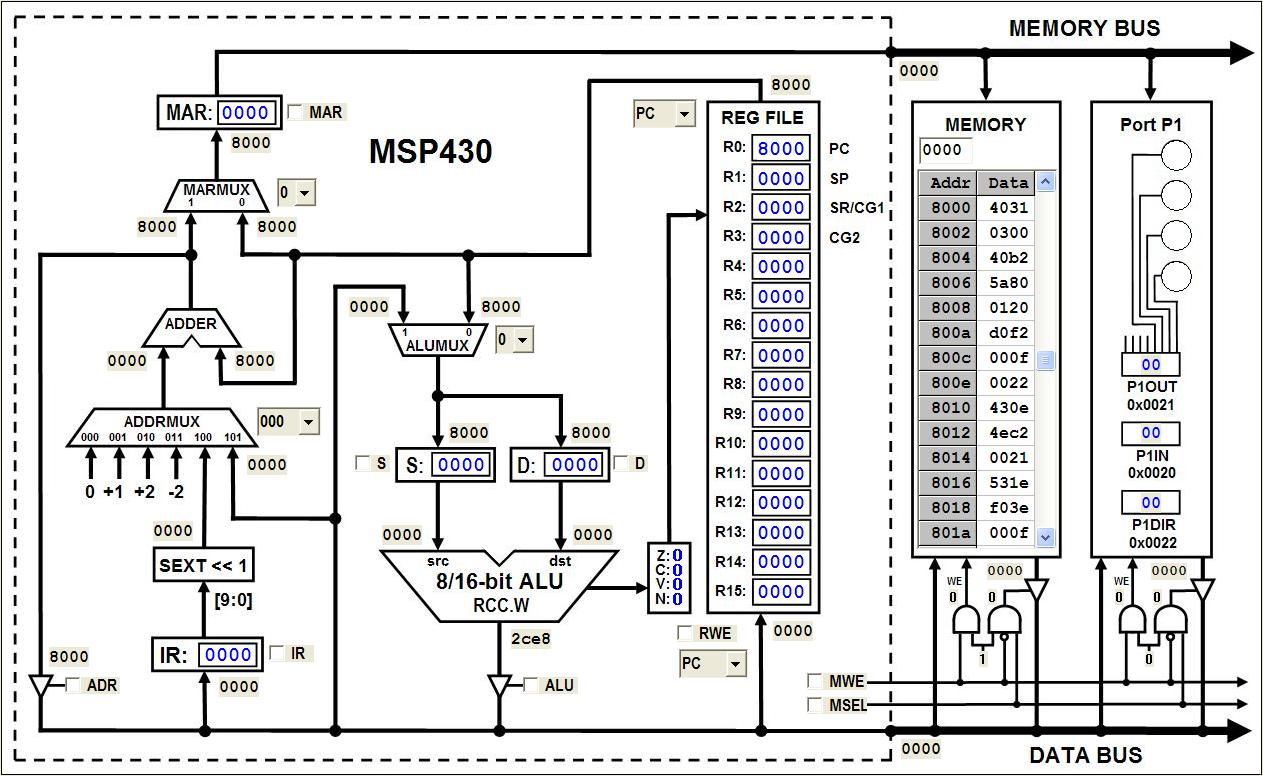 MEMORY BUS
0000
8000
MAR: 0000 MAR
8000
MSP430
PC
REG FILE
R0: 8000 PC
R1: 0000 SP
R2: 0000 SR/CG1
R3: 0000 CG2
R4: 0000
R5: 0000
R6: 0000
R7: 0000
R8: 0000
R9: 0000
R10: 0000
R11: 0000
R12: 0000
R13: 0000
R14: 0000
R15: 0000
MEMORY
0000
Addr Data
8000 4031
8002 0300
8004 40b2
8006 5a80
8008 0120
800a d0f2
800c 000f
800e 0022
8010 430e
8012 4ec2
8014 0021
8016 531e
8018 f03e
801a 000f
Port P1
00
P1OUT
0x0021
00
P1IN
0x0020
00
P1DIR
0x0022
MARMUX
1 0
0
8000 8000
ADDER
0000 8000
0000 8000
1 0
ALUMUX
0
ADDRMUX
000 001 010 011 100 101
000
0 +1 +2 -2
0000
8000 8000
S S: 0000
D: 0000 D
0000 0000
src dst
8/16-bit ALU
RCC.W
2ce8
Z: 0
C: 0
V: 0
N: 0
0000
SEXT << 1
[9:0]
IR: 0000 IR
0000
8000
ADR
ALU
RWE
0000
PC
WE
0 0
0000
1
WE
0 0
0000
0
MWE
MSEL
0000
DATA BUS